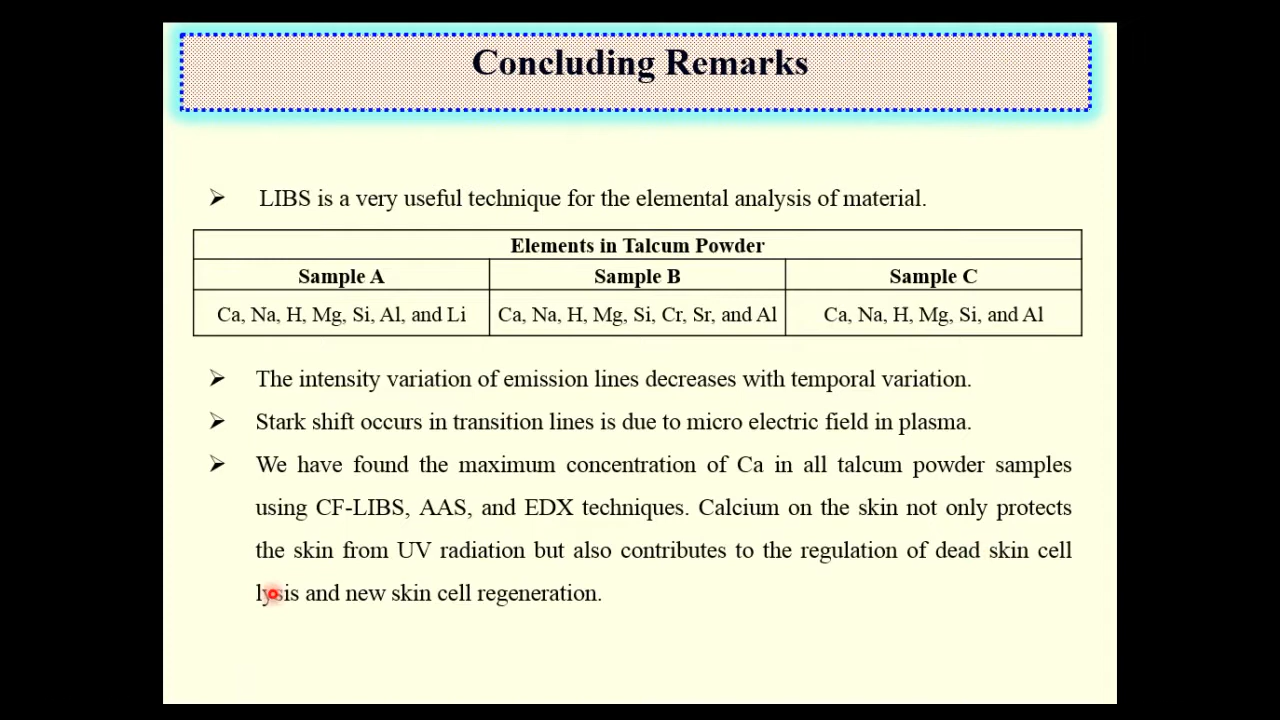 Concluding Remarks
➢ LIBS is a very useful technique for the elemental analysis of material.
Elements in Talcum Powder
Sample A Sample B Sample C
Ca, Na, H, Mg, Si, Al, and Li Ca, Na, H, Mg, Si, Cr, Sr, and Al Ca, Na, H, Mg, Si, and Al
➢ The intensity variation of emission lines decreases with temporal variation.
➢ Stark shift occurs in transition lines is due to micro electric field in plasma.
➢ We have found the maximum concentration of Ca in all talcum powder samples
using CF-LIBS, AAS, and EDX techniques. Calcium on the skin not only protects
the skin from UV radiation but also contributes to the regulation of dead skin cell
lysis and new skin cell regeneration.